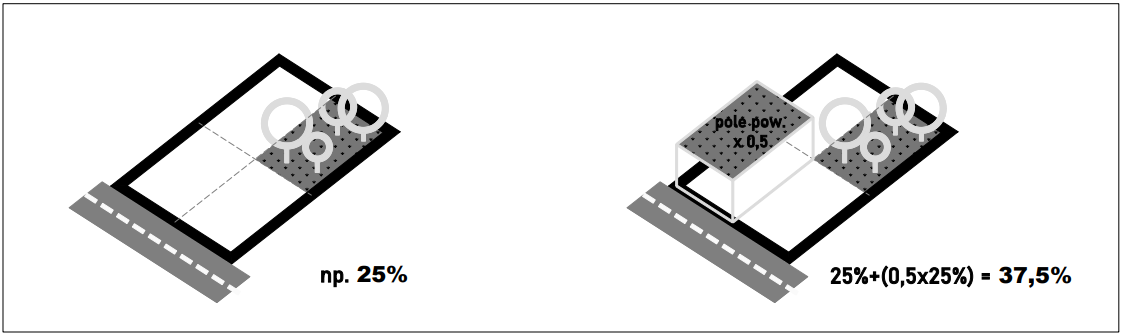 np. 25%
pole pow.
x 0,5
25%+(0,5x25%) = 37,5%